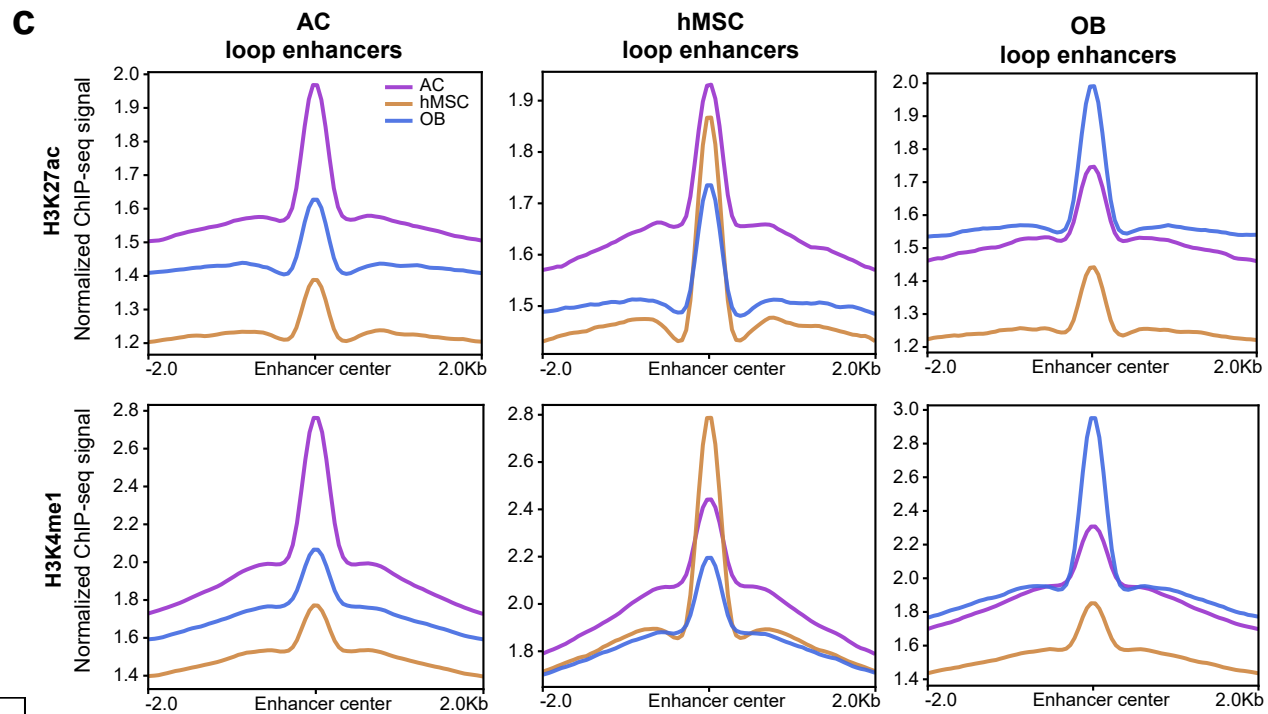 c
AC
loop enhancers
hMSC
loop enhancers
OB
loop enhancers
H3K27ac
Normalized ChIP-seq signal
2.0
1.9
1.8
1.7
1.6
1.5
1.4
1.3
1.2
AC
hMSC
OB
-2.0
Enhancer center
2.0Kb
1.9
1.8
1.7
1.6
1.5
-2.0
Enhancer center
2.0Kb
2.0
1.9
1.8
1.7
1.6
1.5
1.4
1.3
1.2
-2.0
Enhancer center
2.0Kb
H3K4me1
Normalized ChIP-seq signal
2.8
2.6
2.4
2.2
2.0
1.8
1.6
1.4
-2.0
Enhancer center
2.0Kb
2.8
2.6
2.4
2.2
2.0
1.8
-2.0
Enhancer center
2.0Kb
3.0
2.8
2.6
2.4
2.2
2.0
1.8
1.6
1.4
-2.0
Enhancer center
2.0Kb